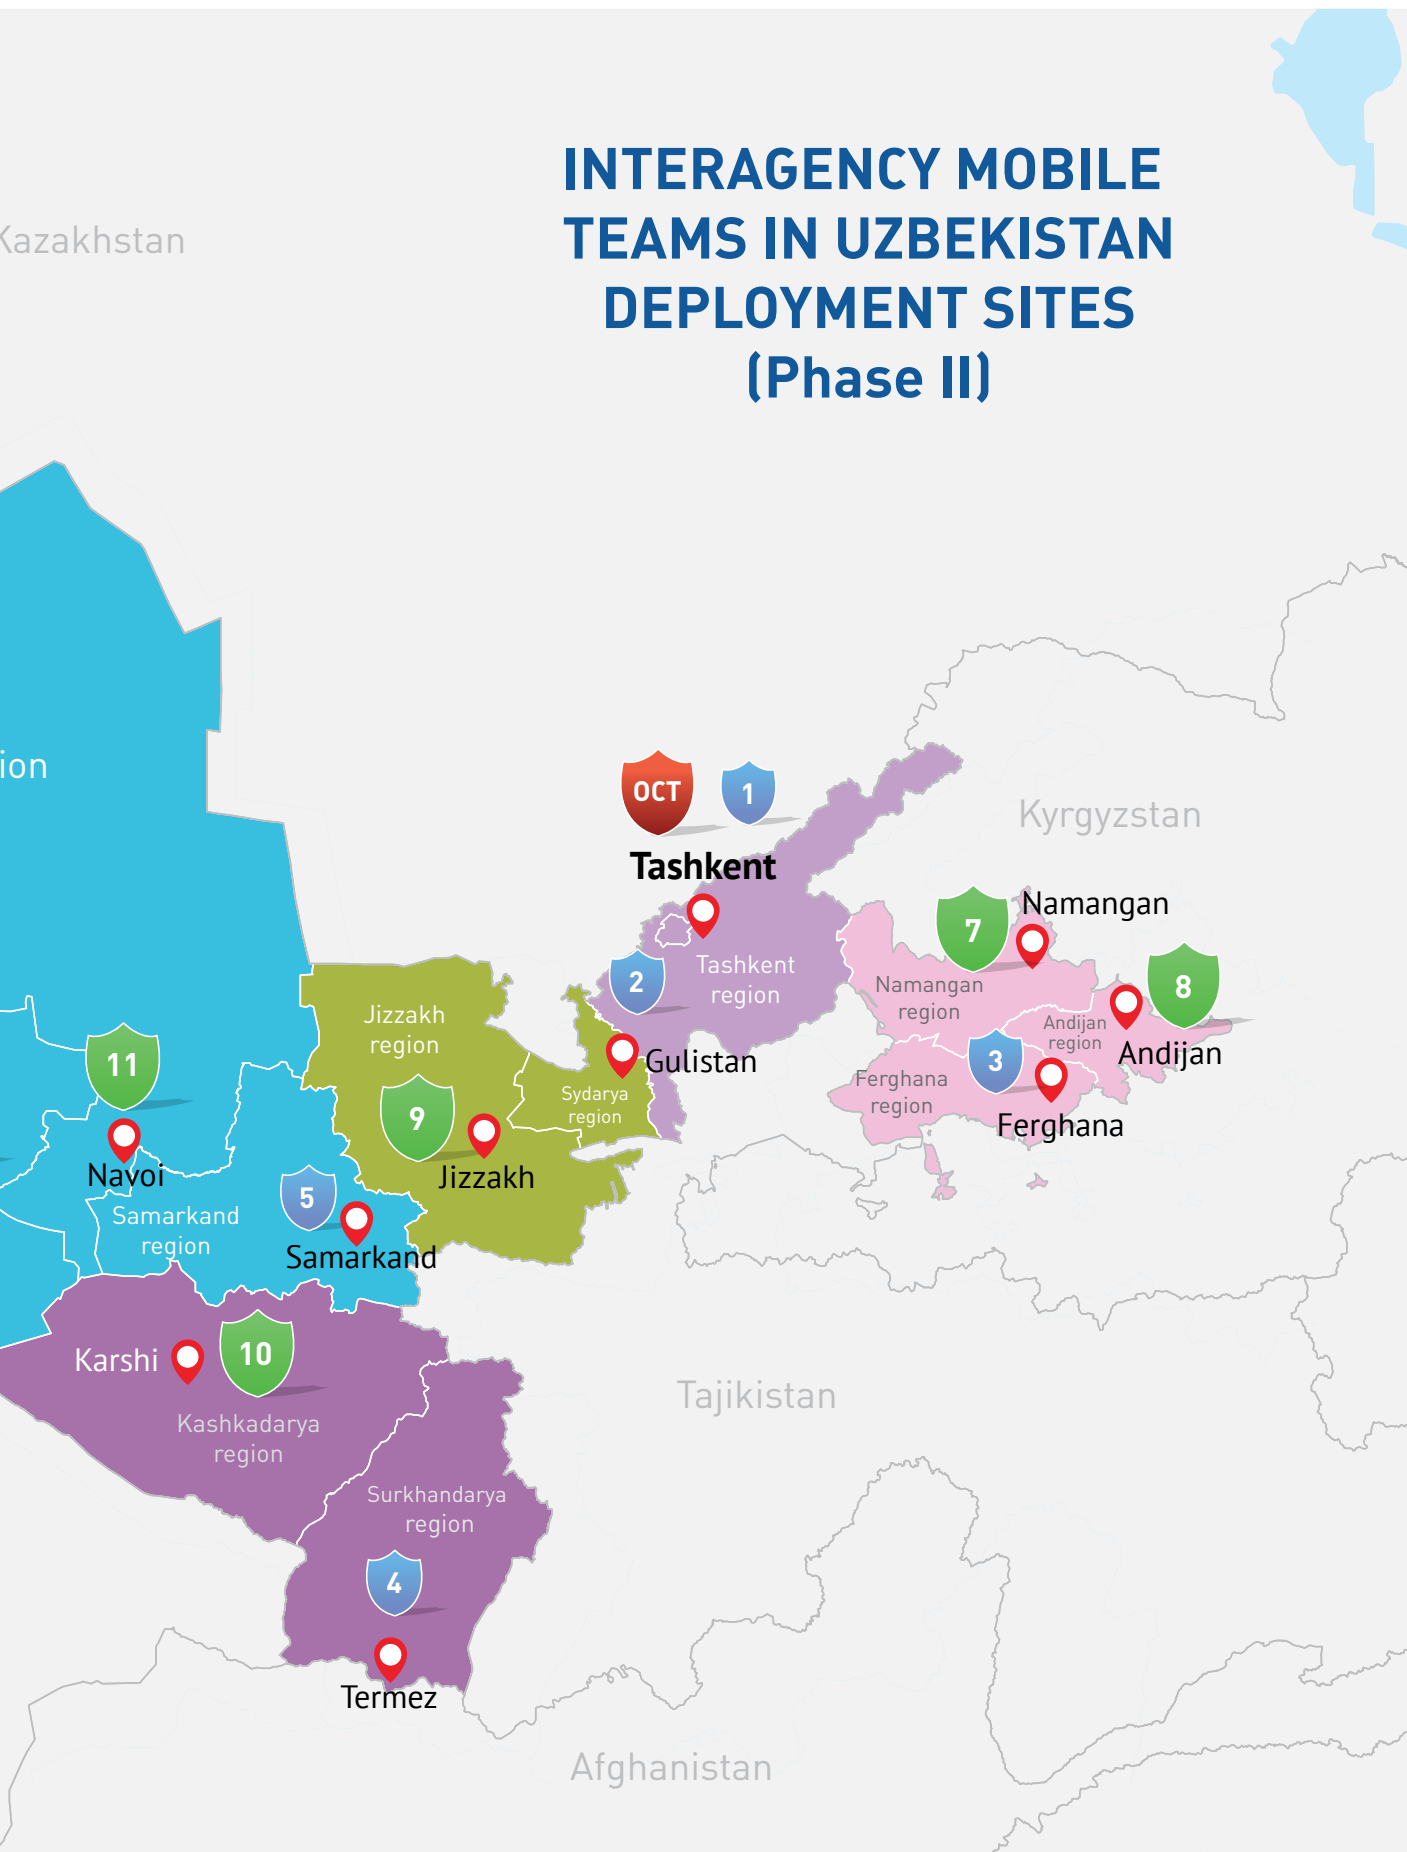 INTERAGENCY MOBILE
TEAMS IN UZBEKISTAN
DEPLOYMENT SITES
(Phase II)
Kazakhstan
ion
OCT
1
Tashkent
Kyrgyzstan
Namangan
7
8
Tashkent
region
2
Namangan
region
Andijan
region
Andijan
Jizzakh
region
Gulistan
3
Ferghana
region
Ferghana
11
Sydarya
region
9
Navoi
Jizzakh
5
Samarkand
region
Samarkand
10
Karshi
Kashkadarya
region
Tajikistan
Surkhandarya
region
4
Termez
Afghanistan